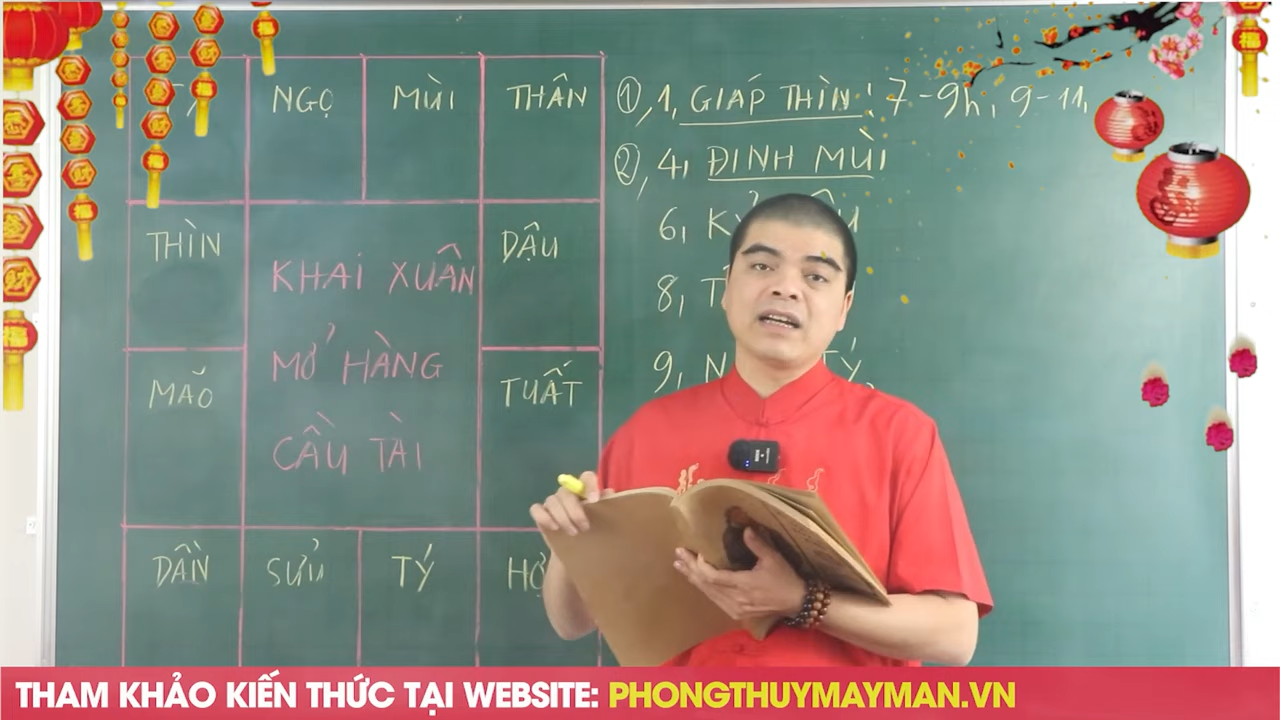 NGỌ
MÙI
THÂN
THÌN
DẬU
MÃO
TUẤT
DẦN
SỬU
TÝ
KHAI XUÂN
MỞ HÀNG
CẦU TÀI
①, 1, GIÁP THÌN: 7-9h, 9-11,
②, 4, ĐINH MÙI
6,
8,
9,
THAM KHẢO KIẾN THỨC TẠI WEBSITE: PHONGTHUYMAYMAN.VN